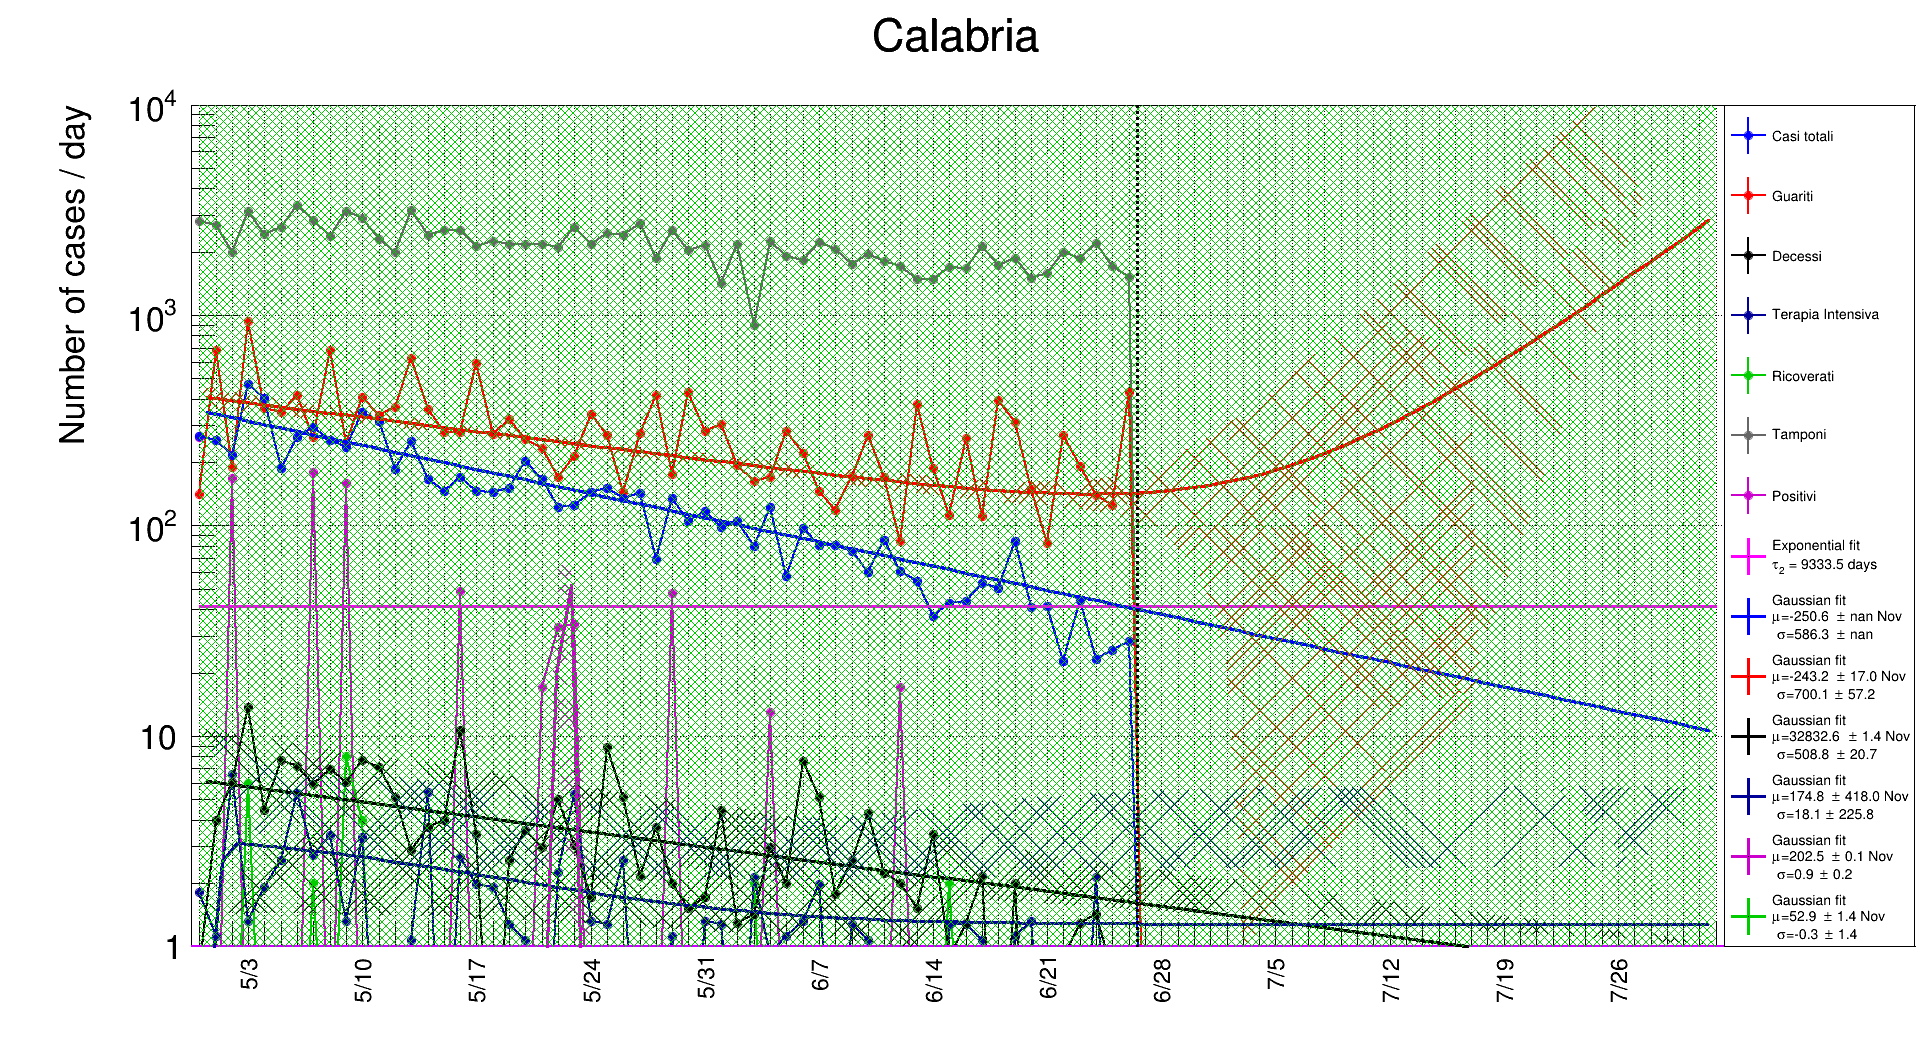 Calabria
Number of cases / day
10⁴
10³
10²
10
1
5/3
5/10
5/17
5/24
5/31
6/7
6/14
6/21
6/28
7/5
7/12
7/19
7/26
Casi totali
Guariti
Decessi
Terapia Intensiva
Ricoverati
Tamponi
Positivi
Exponential fit
τ₂ = 9333.5 days
Gaussian fit
μ=-250.6 ± nan Nov
σ=586.3 ± nan
Gaussian fit
μ=-243.2 ± 17.0 Nov
σ=700.1 ± 57.2
Gaussian fit
μ=32832.6 ± 1.4 Nov
σ=508.8 ± 20.7
Gaussian fit
μ=174.8 ± 418.0 Nov
σ=18.1 ± 225.8
Gaussian fit
μ=202.5 ± 0.1 Nov
σ=0.9 ± 0.2
Gaussian fit
μ=52.9 ± 1.4 Nov
σ=-0.3 ± 1.4